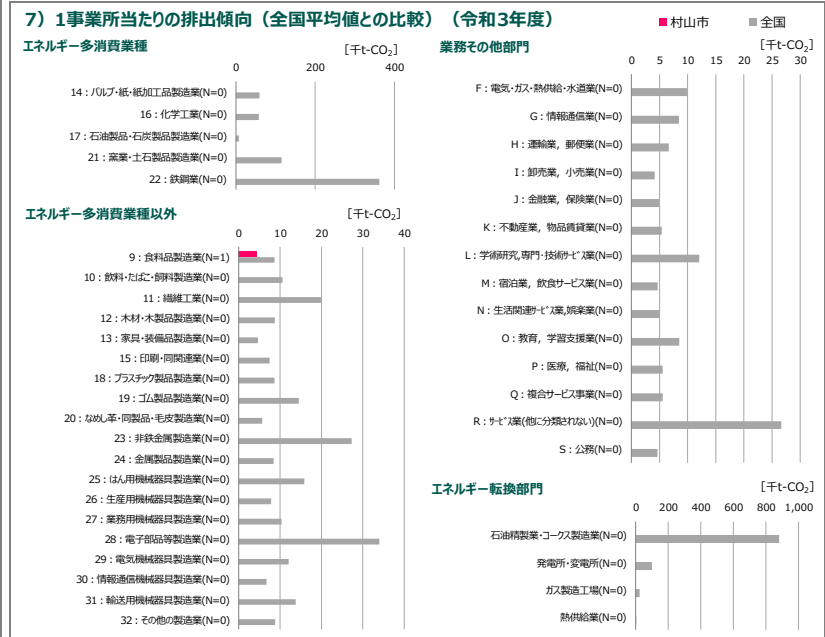 7）1事業所当たりの排出傾向（全国平均値との比較）（令和3年度）
■村山市 ■全国
エネルギー多消費業種
[千t-CO₂]
0 200 400
14：パルプ・紙・紙加工品製造業(N=0)
16：化学工業(N=0)
17：石油製品・石炭製品製造業(N=0)
21：窯業・土石製品製造業(N=0)
22：鉄鋼業(N=0)
エネルギー多消費業種以外
[千t-CO₂]
0 10 20 30 40
9：食料品製造業(N=1)
10：飲料・たばこ・飼料製造業(N=0)
11：繊維工業(N=0)
12：木材・木製品製造業(N=0)
13：家具・装備品製造業(N=0)
15：印刷・同関連業(N=0)
18：プラスチック製品製造業(N=0)
19：ゴム製品製造業(N=0)
20：なめし革・同製品・毛皮製造業(N=0)
23：非鉄金属製造業(N=0)
24：金属製品製造業(N=0)
25：はん用機械器具製造業(N=0)
26：生産用機械器具製造業(N=0)
27：業務用機械器具製造業(N=0)
28：電子部品等製造業(N=0)
29：電気機械器具製造業(N=0)
30：情報通信機械器具製造業(N=0)
31：輸送用機械器具製造業(N=0)
32：その他の製造業(N=0)
業務その他部門
[千t-CO₂]
0 5 10 15 20 25 30
F：電気・ガス・熱供給・水道業(N=0)
G：情報通信業(N=0)
H：運輸業，郵便業(N=0)
I：卸売業，小売業(N=0)
J：金融業，保険業(N=0)
K：不動産業，物品賃貸業(N=0)
L：学術研究,専門・技術サービス業(N=0)
M：宿泊業，飲食サービス業(N=0)
N：生活関連サービス業,娯楽業(N=0)
O：教育，学習支援業(N=0)
P：医療，福祉(N=0)
Q：複合サービス事業(N=0)
R：サービス業(他に分類されない)(N=0)
S：公務(N=0)
エネルギー転換部門
[千t-CO₂]
0 200 400 600 800 1,000
石油精製業・コークス製造業(N=0)
発電所・変電所(N=0)
ガス製造工場(N=0)
熱供給業(N=0)